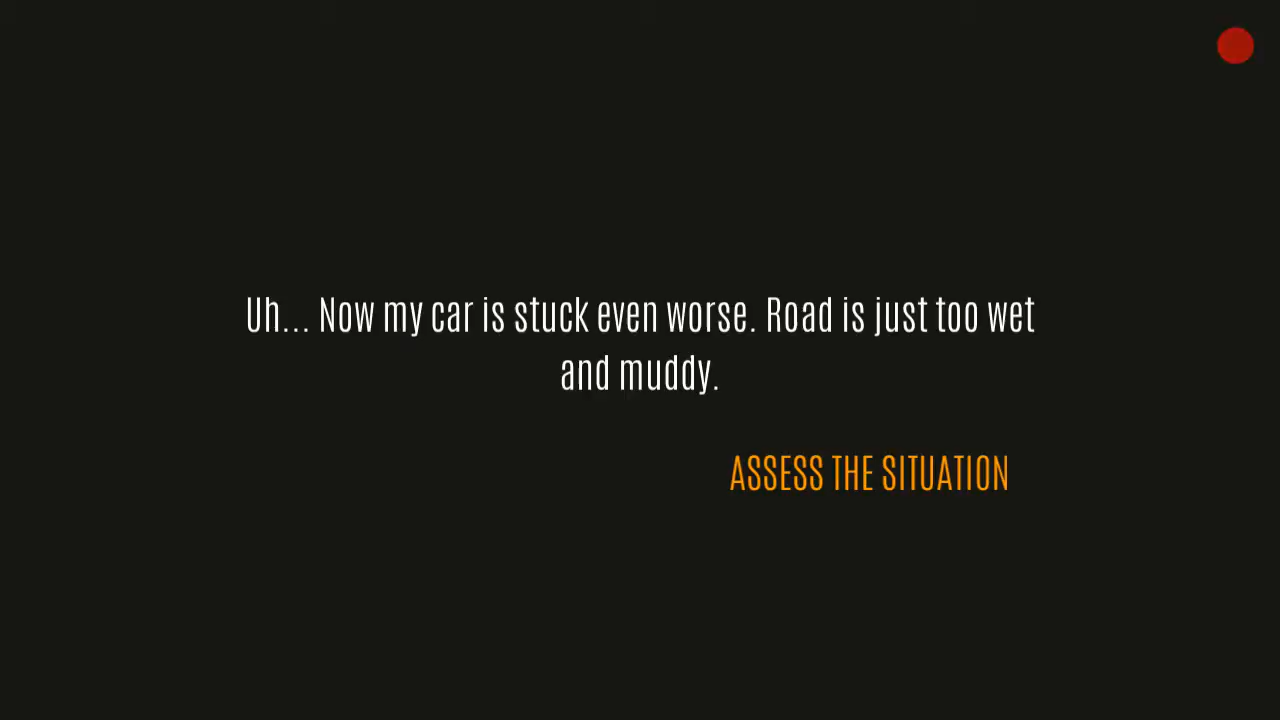 Uh... Now my car is stuck even worse. Road is just too wet
and muddy.
ASSESS THE SITUATION